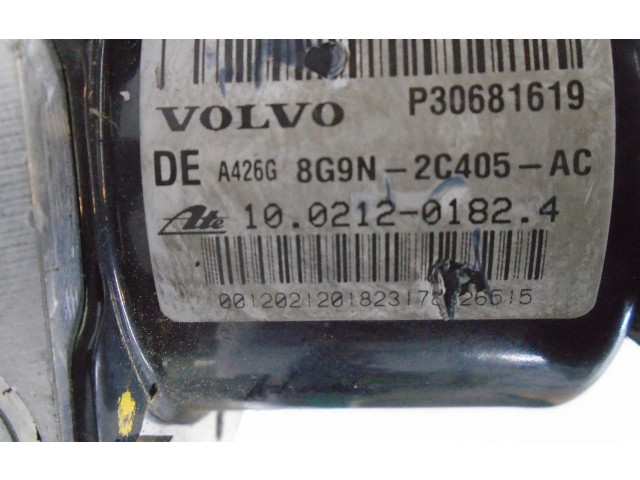 VOLVO P30681619
DE A426G 8G9N-2C405-AC
Ate 10.0212-0182.4